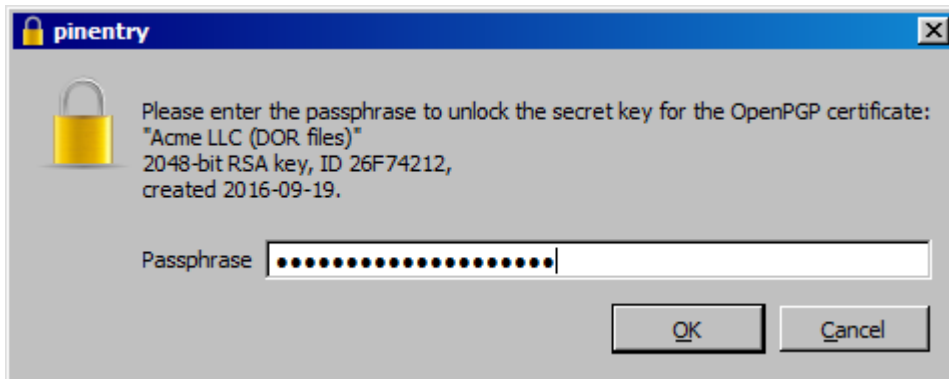 pinentry
Please enter the passphrase to unlock the secret key for the OpenPGP certificate:
"Acme LLC (DOR files)"
2048-bit RSA key, ID 26F74212,
created 2016-09-19.
Passphrase ●●●●●●●●●●●●●●●●●●●●
OK Cancel